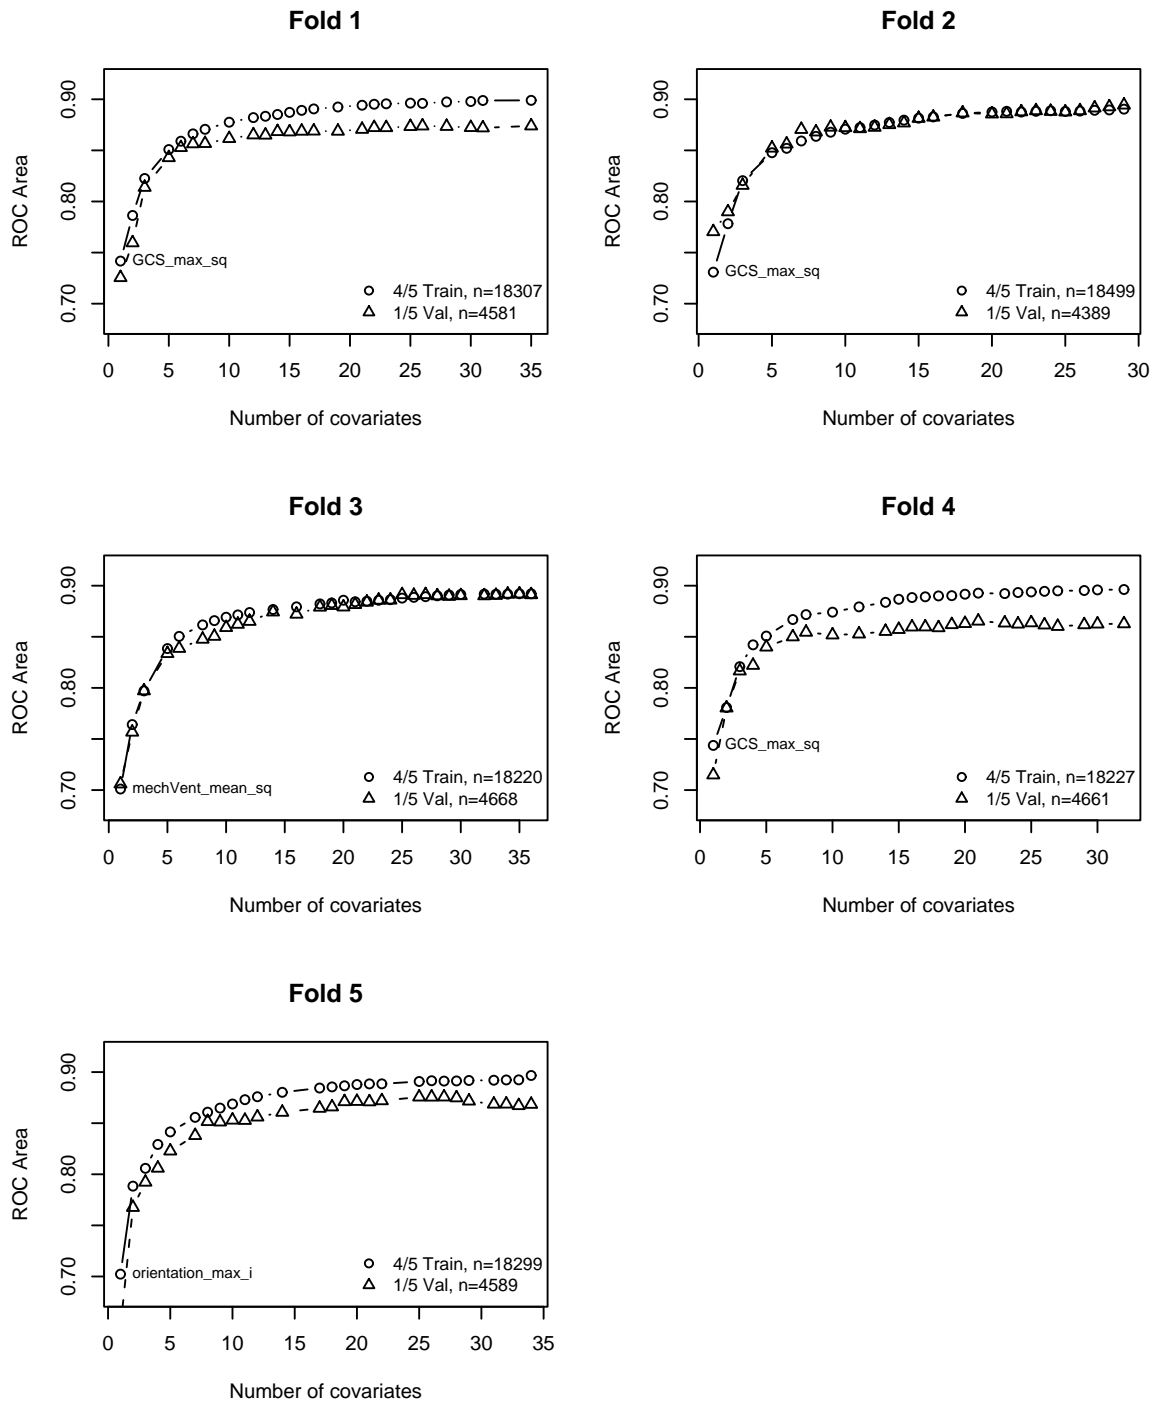 Fold 1
ROC Area
0.90
0.80
0.70
GCS_max_sq
4/5 Train, n=18307
1/5 Val, n=4581
0 5 10 15 20 25 30 35
Number of covariates
Fold 2
ROC Area
0.90
0.80
0.70
GCS_max_sq
4/5 Train, n=18499
1/5 Val, n=4389
0 5 10 15 20 25 30
Number of covariates
Fold 3
ROC Area
0.90
0.80
0.70
mechVent_mean_sq
4/5 Train, n=18220
1/5 Val, n=4668
0 5 10 15 20 25 30 35
Number of covariates
Fold 4
ROC Area
0.90
0.80
0.70
GCS_max_sq
4/5 Train, n=18227
1/5 Val, n=4661
0 5 10 15 20 25 30
Number of covariates
Fold 5
ROC Area
0.90
0.80
0.70
orientation_max_i
4/5 Train, n=18299
1/5 Val, n=4589
0 5 10 15 20 25 30 35
Number of covariates